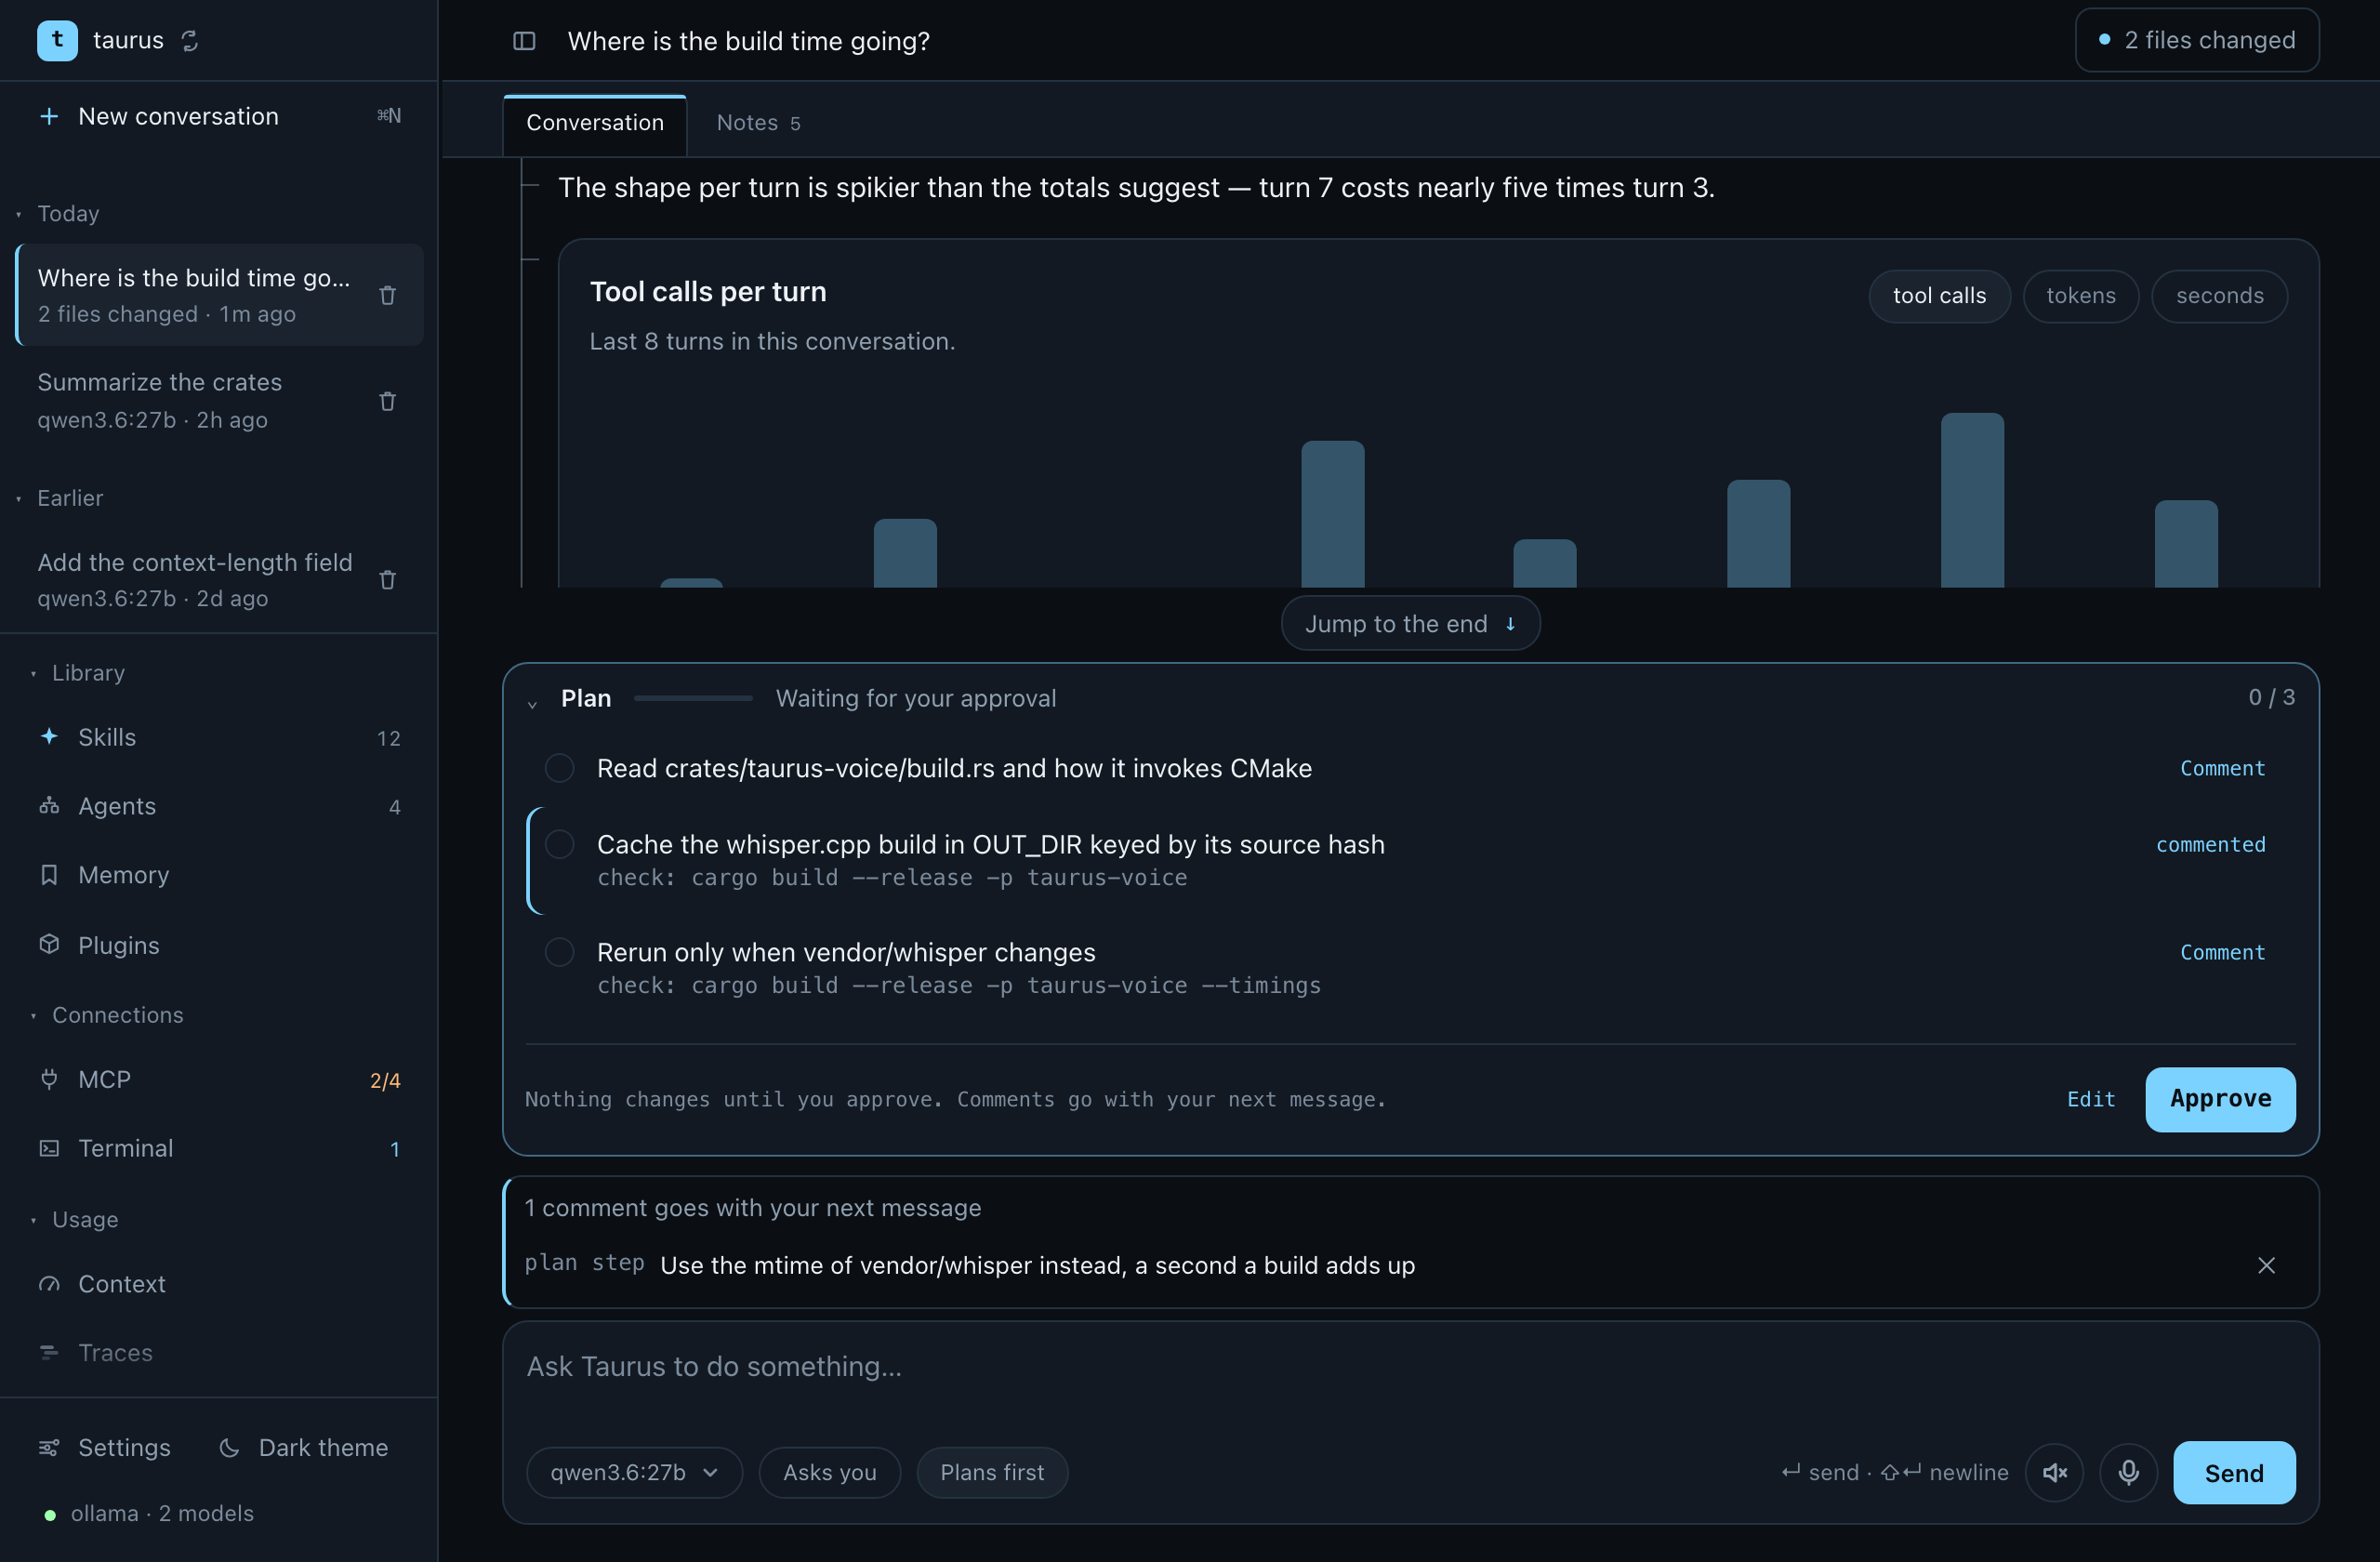 t taurus
New conversation ⌘N
Today
Where is the build time go...
2 files changed · 1m ago
Summarize the crates
qwen3.6:27b · 2h ago
Earlier
Add the context-length field
qwen3.6:27b · 2d ago
Library
Skills 12
Agents 4
Memory
Plugins
Connections
MCP 2/4
Terminal 1
Usage
Context
Traces
Settings Dark theme
ollama · 2 models
Where is the build time going? 2 files changed
Conversation Notes 5
The shape per turn is spikier than the totals suggest — turn 7 costs nearly five times turn 3.
Tool calls per turn tool calls tokens seconds
Last 8 turns in this conversation.
Jump to the end ↓
Plan Waiting for your approval 0 / 3
Read crates/taurus-voice/build.rs and how it invokes CMake Comment
Cache the whisper.cpp build in OUT_DIR keyed by its source hash commented
check: cargo build --release -p taurus-voice
Rerun only when vendor/whisper changes Comment
check: cargo build --release -p taurus-voice --timings
Nothing changes until you approve. Comments go with your next message. Edit Approve
1 comment goes with your next message
plan step Use the mtime of vendor/whisper instead, a second a build adds up
Ask Taurus to do something...
qwen3.6:27b Asks you Plans first ↵ send · ⇧↵ newline Send